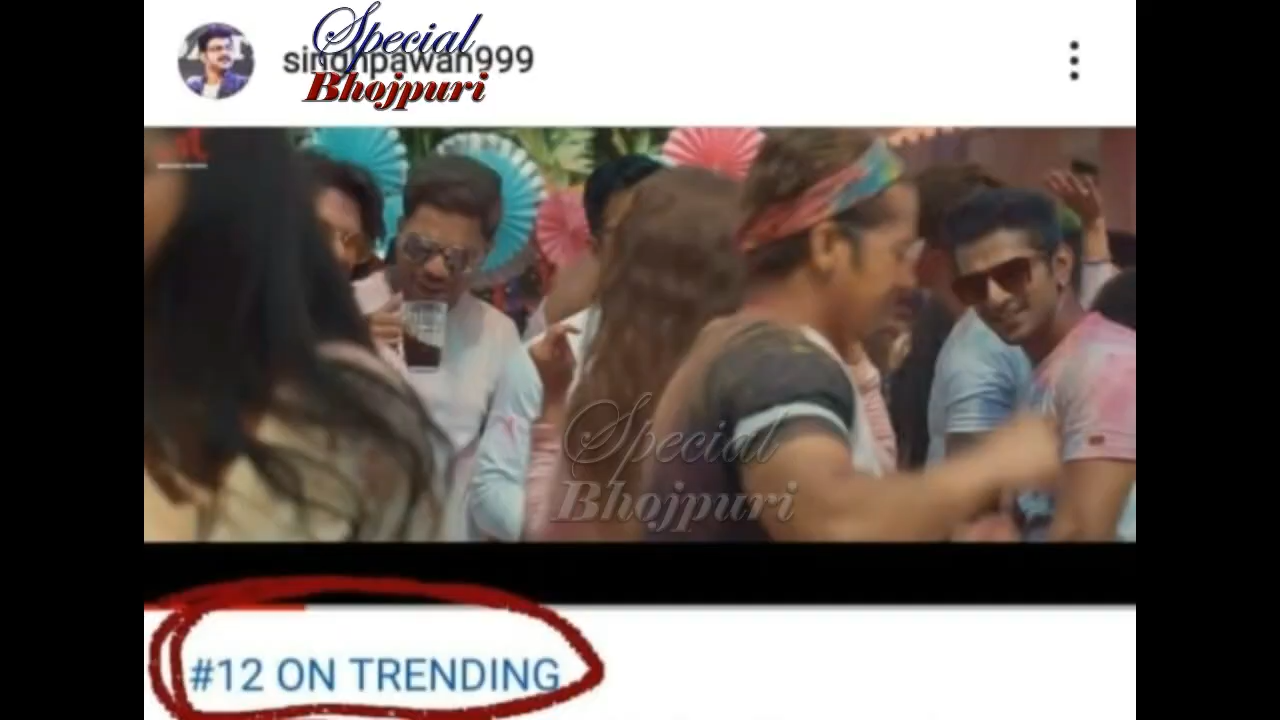 Special
singhpawan999
Bhojpuri
Special
Bhojpuri
#12 ON TRENDING